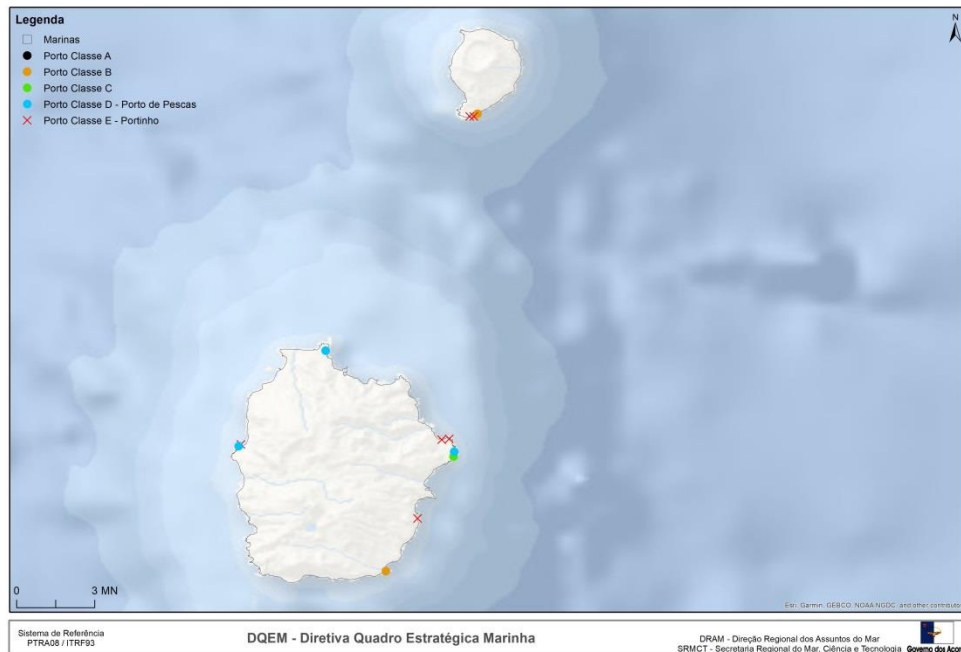 Legenda
Marinas
Porto Classe A
Porto Classe B
Porto Classe C
Porto Classe D - Porto de Pescas
Porto Classe E - Portinho
N
0 3 MN
Esri, Garmin, GEBCO, NOAA NGDC, and other contributors
Sistema de Referência
PTRA08 / ITRF93
DQEM - Diretiva Quadro Estratégica Marinha
DRAM - Direção Regional dos Assuntos do Mar
SRMCT - Secretaria Regional do Mar, Ciência e Tecnologia
Governo dos